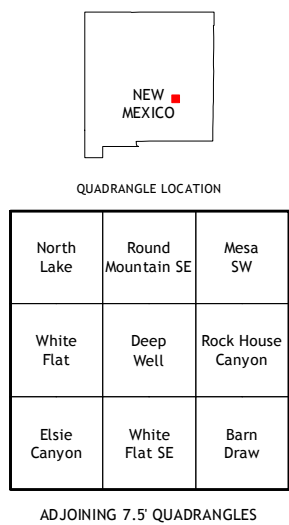 NEW
MEXICO
QUADRANGLE LOCATION
North
Lake
Round
Mountain SE
Mesa
SW
White
Flat
Deep
Well
Rock House
Canyon
Elsie
Canyon
White
Flat SE
Barn
Draw
ADJOINING 7.5' QUADRANGLES